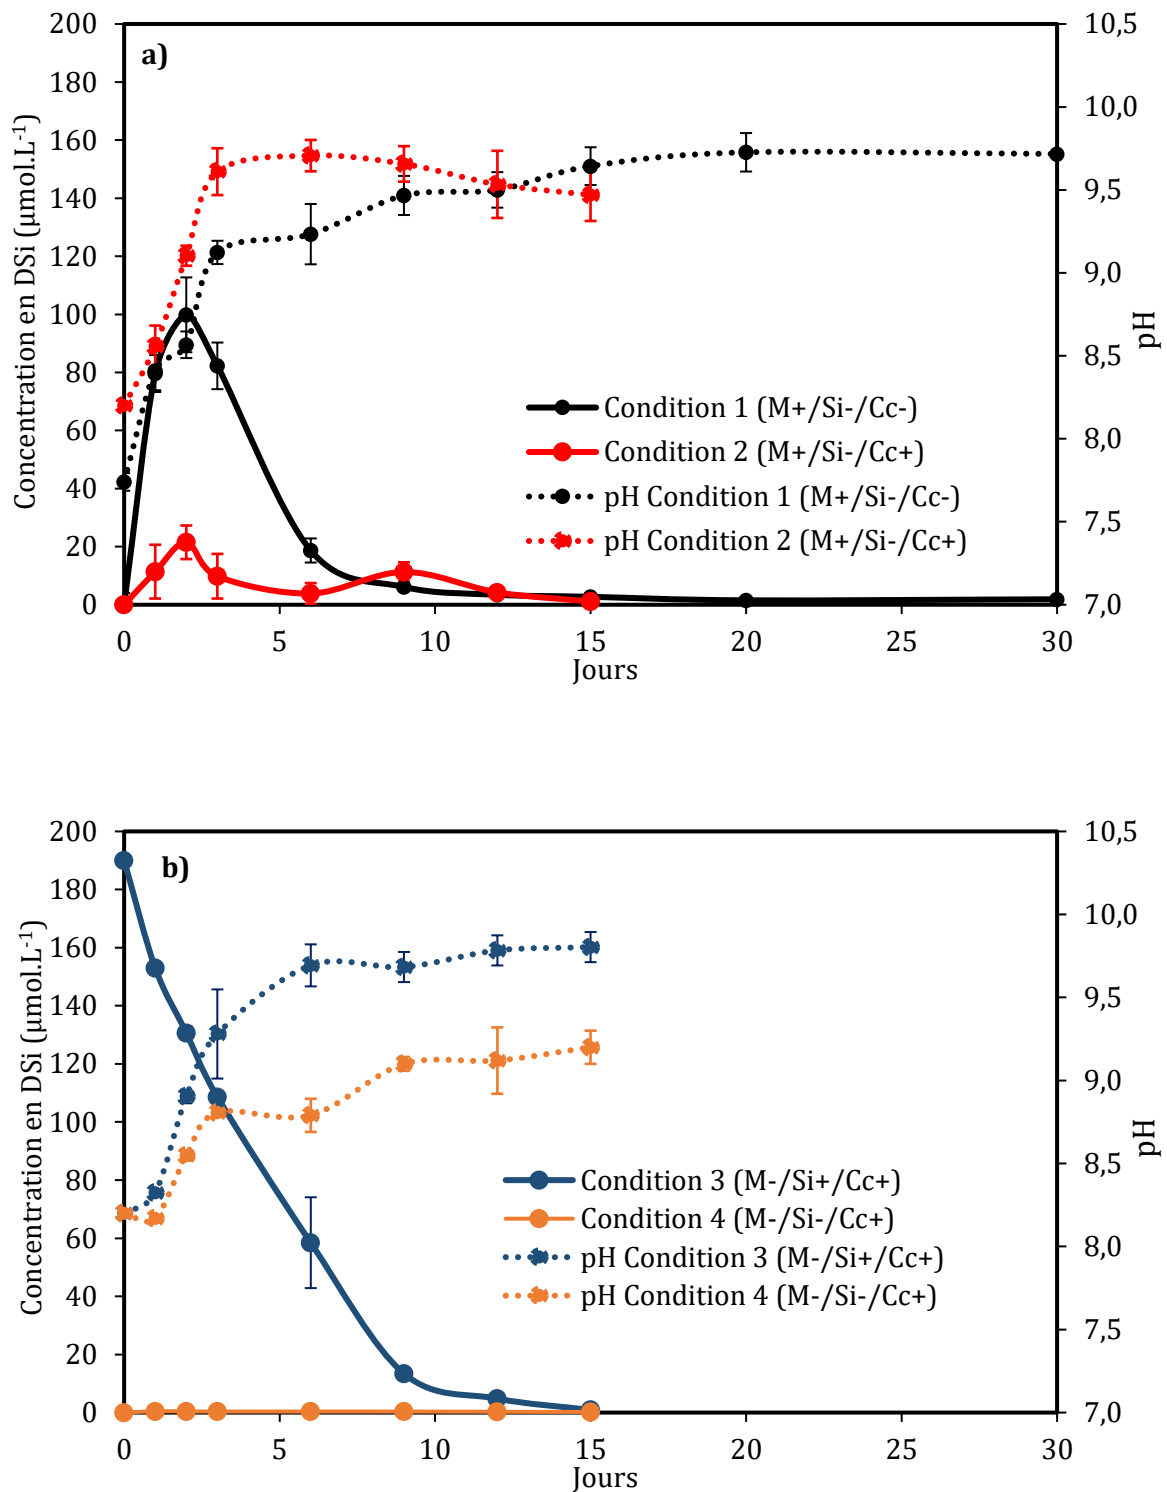 a)
Concentration en DSi (µmol.L-1)
200
180
160
140
120
100
80
60
40
20
0
10,5
10,0
9,5
9,0
8,5
8,0
7,5
7,0
pH
Condition 1 (M+/Si-/Cc-)
Condition 2 (M+/Si-/Cc+)
pH Condition 1 (M+/Si-/Cc-)
pH Condition 2 (M+/Si-/Cc+)
0 5 10 15 20 25 30
Jours
b)
Concentration en DSi (µmol.L-1)
200
180
160
140
120
100
80
60
40
20
0
10,5
10,0
9,5
9,0
8,5
8,0
7,5
7,0
pH
Condition 3 (M-/Si+/Cc+)
Condition 4 (M-/Si-/Cc+)
pH Condition 3 (M-/Si+/Cc+)
pH Condition 4 (M-/Si-/Cc+)
0 5 10 15 20 25 30
Jours